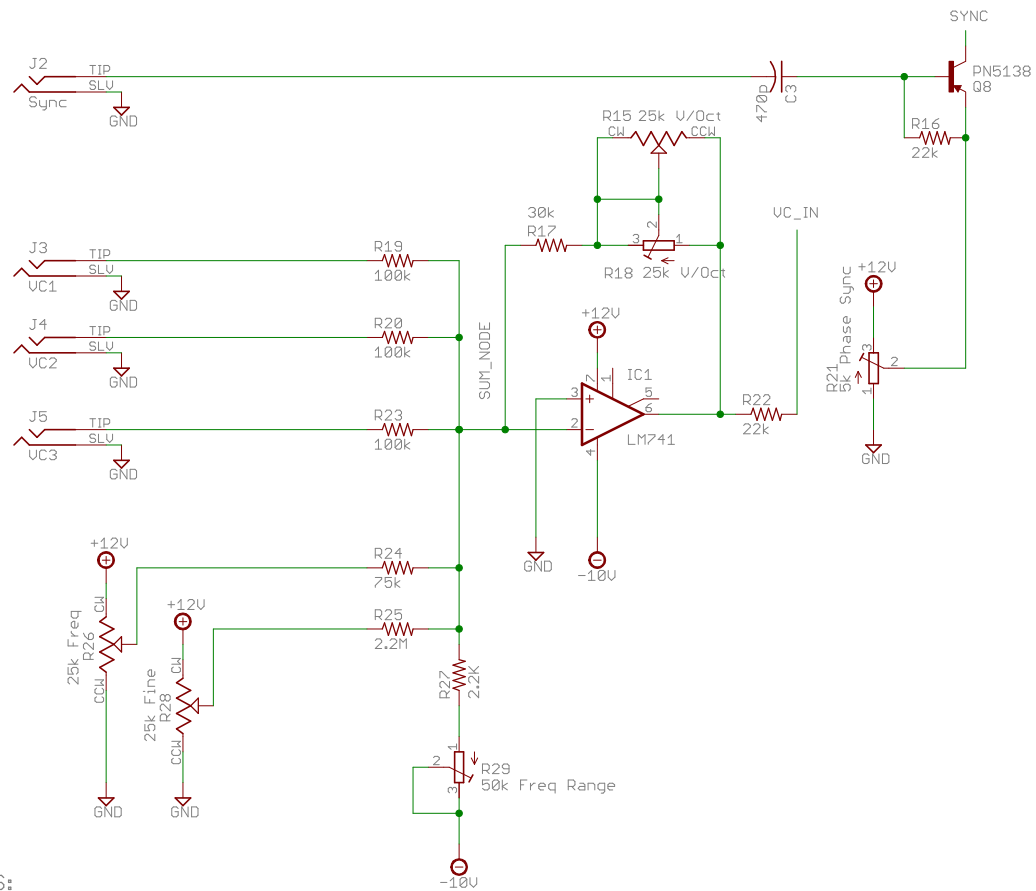 SYNC
J2
TIP
SLV
Sync
GND
470p
C3
PN5138
Q8
R16
22k
R15 25k V/Oct
CW
CCW
30k
R17
2
3
1
R18 25k V/Oct
VC_IN
J3
TIP
SLV
VC1
GND
R19
100k
J4
TIP
SLV
VC2
GND
R20
100k
SUM_NODE
+12V
7
1
IC1
3
5
2
6
4
LM741
R22
22k
+12V
R21
5k Phase Sync
3
2
1
GND
J5
TIP
SLV
VC3
GND
R23
100k
GND
-10V
+12V
R24
75k
CW
25k Freq
R26
CCW
GND
+12V
R25
2.2M
CW
25k Fine
R28
CCW
GND
R27
2.2K
1
2
3
R29
50k Freq Range
-10V